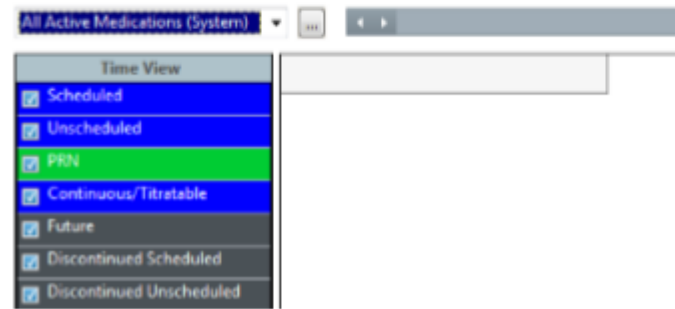 All Active Medications (System)
...
Time View
Scheduled
Unscheduled
PRN
Continuous/Titratable
Future
Discontinued Scheduled
Discontinued Unscheduled